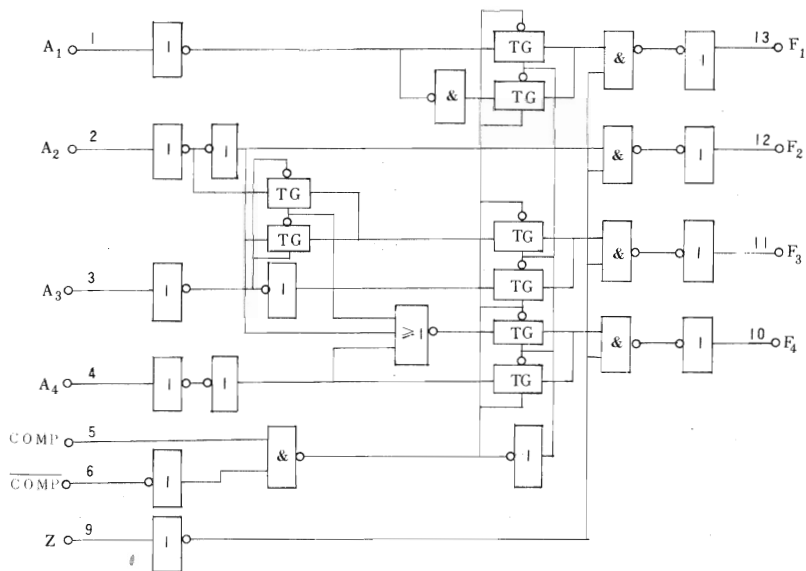 A1 1 1 TG 13 F1
& 1
& TG
A2 2 1 1 & 1 12 F2
TG
TG TG & 1 11 F3
A3 3 1 1 TG
≥1 TG & 1 10 F4
A4 4 1 1 TG
COMP 5
& 1
COMP 6 1
Z 9 1